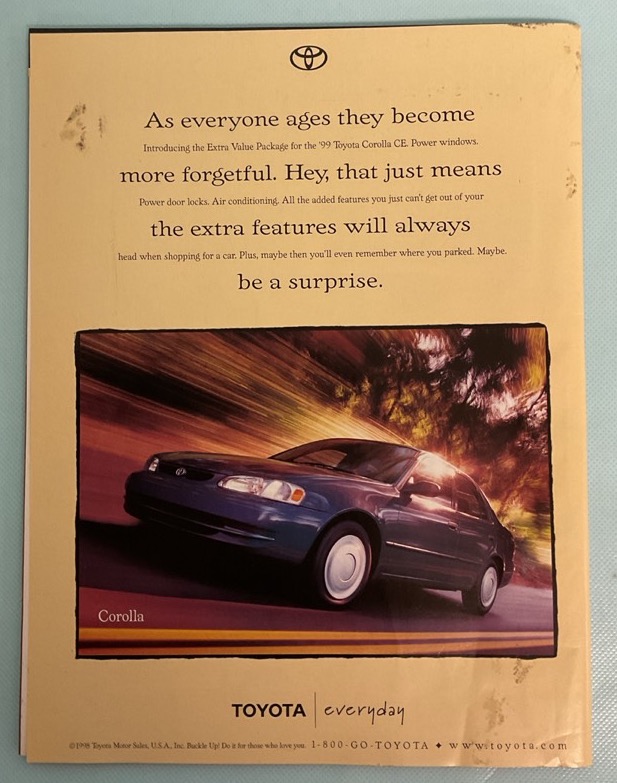 As everyone ages they become
Introducing the Extra Value Package for the '99 Toyota Corolla CE. Power windows.
more forgetful. Hey, that just means
Power door locks. Air conditioning. All the added features you just can't get out of your
the extra features will always
head when shopping for a car. Plus, maybe then you'll even remember where you parked. Maybe.
be a surprise.
Corolla
TOYOTA | everyday
©1998 Toyota Motor Sales, U.S.A., Inc. Buckle Up! Do it for those who love you. 1-800-GO-TOYOTA ♦ www.toyota.com